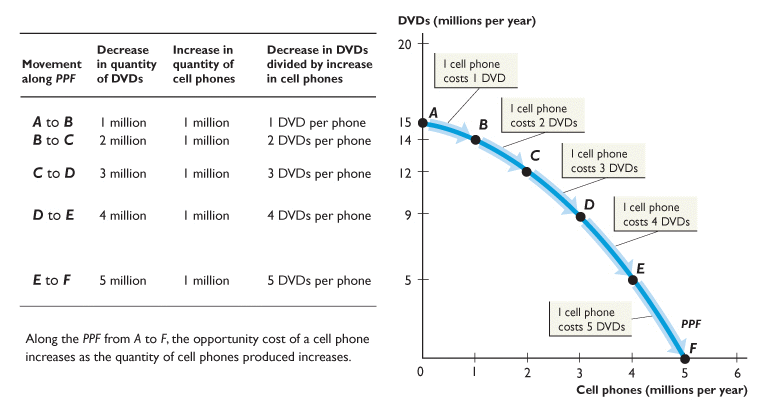 Movement along PPF
Decrease in quantity of DVDs
Increase in quantity of cell phones
Decrease in DVDs divided by increase in cell phones
A to B 1 million 1 million 1 DVD per phone
B to C 2 million 1 million 2 DVDs per phone
C to D 3 million 1 million 3 DVDs per phone
D to E 4 million 1 million 4 DVDs per phone
E to F 5 million 1 million 5 DVDs per phone
Along the PPF from A to F, the opportunity cost of a cell phone
increases as the quantity of cell phones produced increases.
DVDs (millions per year)
20
15
14
12
9
5
1 cell phone
costs 1 DVD
1 cell phone
costs 2 DVDs
1 cell phone
costs 3 DVDs
1 cell phone
costs 4 DVDs
1 cell phone
costs 5 DVDs
A
B
C
D
E
PPF
F
0 1 2 3 4 5 6
Cell phones (millions per year)